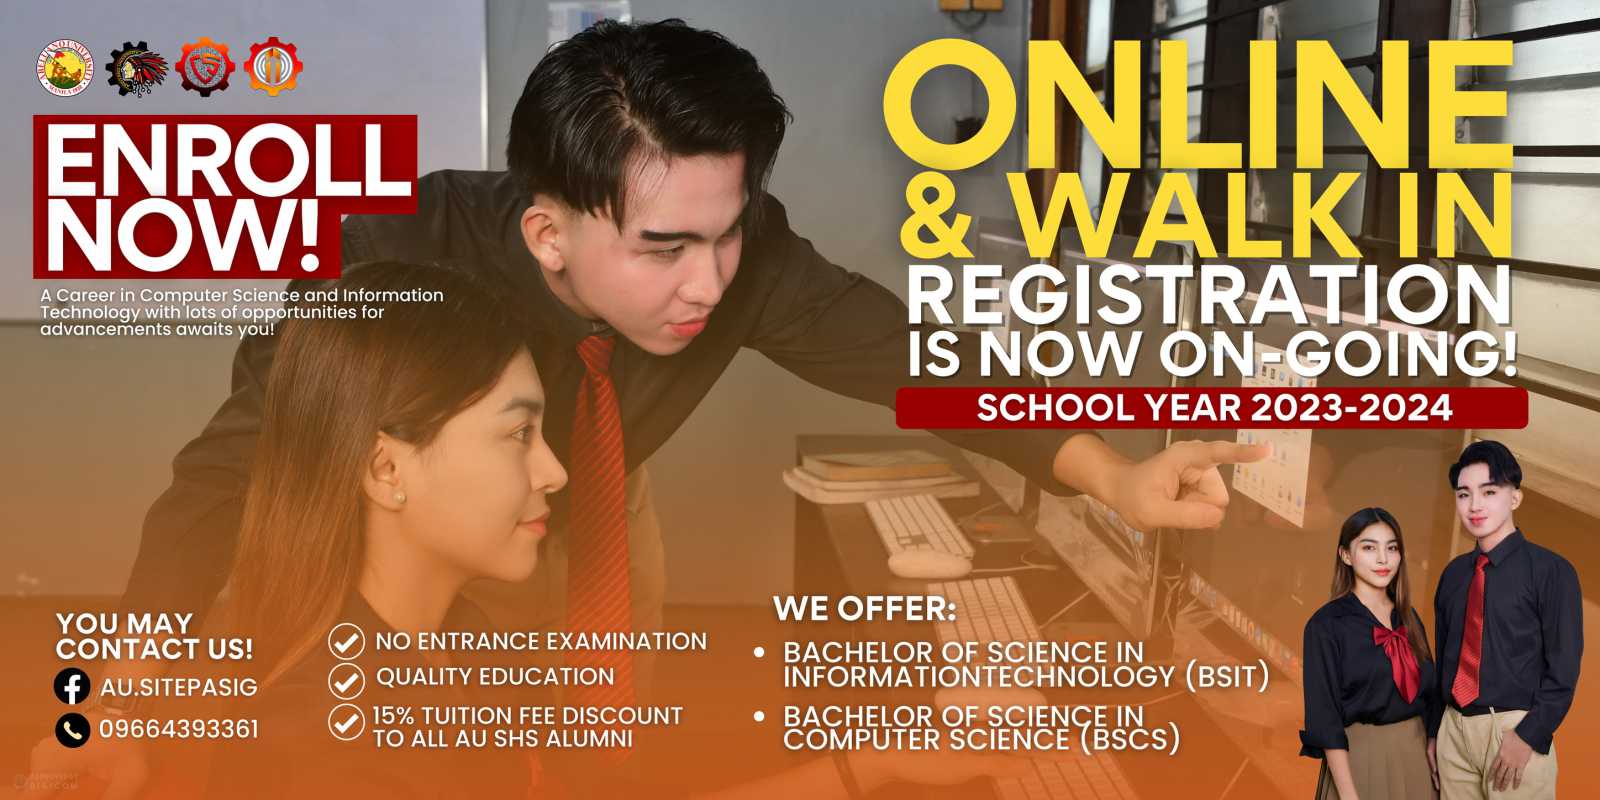 ENROLL
NOW!
A Career in Computer Science and Information
Technology with lots of opportunities for
advancements awaits you!
ONLINE
& WALK IN
REGISTRATION
IS NOW ON-GOING!
SCHOOL YEAR 2023-2024
YOU MAY
CONTACT US!
AU.SITEPASIG
09664393361
NO ENTRANCE EXAMINATION
QUALITY EDUCATION
15% TUITION FEE DISCOUNT
TO ALL AU SHS ALUMNI
WE OFFER:
• BACHELOR OF SCIENCE IN
INFORMATIONTECHNOLOGY (BSIT)
• BACHELOR OF SCIENCE IN
COMPUTER SCIENCE (BSCS)